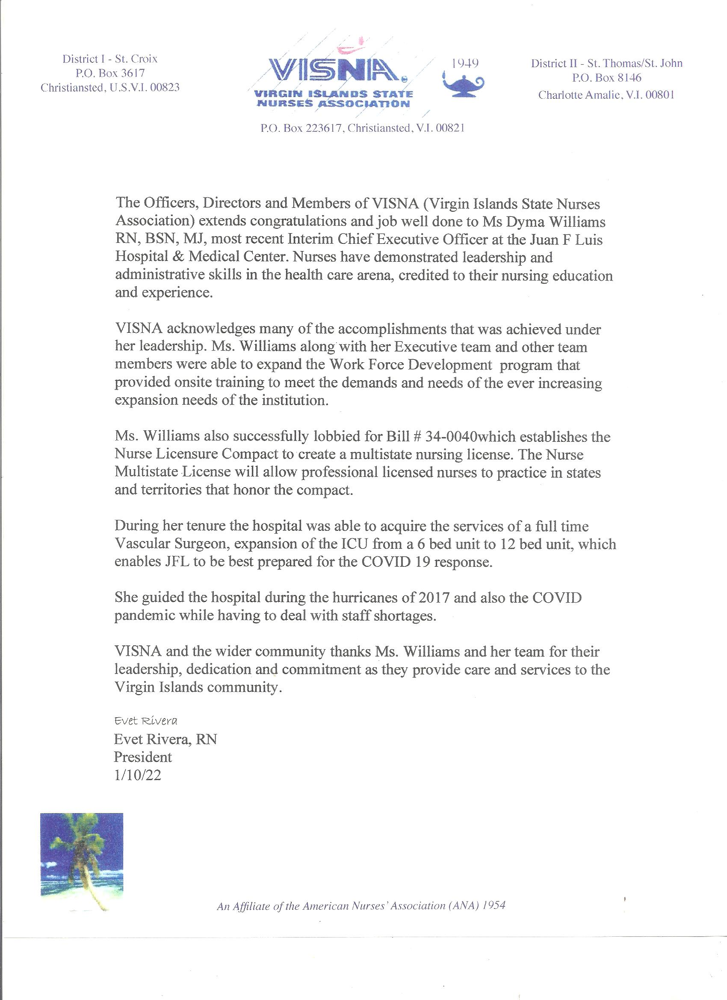 District I - St. Croix
P.O. Box 3617
Christiansted, U.S.V.I. 00823
VISNA
VIRGIN ISLANDS STATE
NURSES ASSOCIATION
1949
District II - St. Thomas/St. John
P.O. Box 8146
Charlotte Amalie, V.I. 00801
P.O. Box 223617, Christiansted, V.I. 00821
The Officers, Directors and Members of VISNA (Virgin Islands State Nurses
Association) extends congratulations and job well done to Ms Dyma Williams
RN, BSN, MJ, most recent Interim Chief Executive Officer at the Juan F Luis
Hospital & Medical Center. Nurses have demonstrated leadership and
administrative skills in the health care arena, credited to their nursing education
and experience.
VISNA acknowledges many of the accomplishments that was achieved under
her leadership. Ms. Williams along with her Executive team and other team
members were able to expand the Work Force Development program that
provided onsite training to meet the demands and needs of the ever increasing
expansion needs of the institution.
Ms. Williams also successfully lobbied for Bill # 34-0040which establishes the
Nurse Licensure Compact to create a multistate nursing license. The Nurse
Multistate License will allow professional licensed nurses to practice in states
and territories that honor the compact.
During her tenure the hospital was able to acquire the services of a full time
Vascular Surgeon, expansion of the ICU from a 6 bed unit to 12 bed unit, which
enables JFL to be best prepared for the COVID 19 response.
She guided the hospital during the hurricanes of 2017 and also the COVID
pandemic while having to deal with staff shortages.
VISNA and the wider community thanks Ms. Williams and her team for their
leadership, dedication and commitment as they provide care and services to the
Virgin Islands community.
Evet Rivera
Evet Rivera, RN
President
1/10/22
An Affiliate of the American Nurses' Association (ANA) 1954